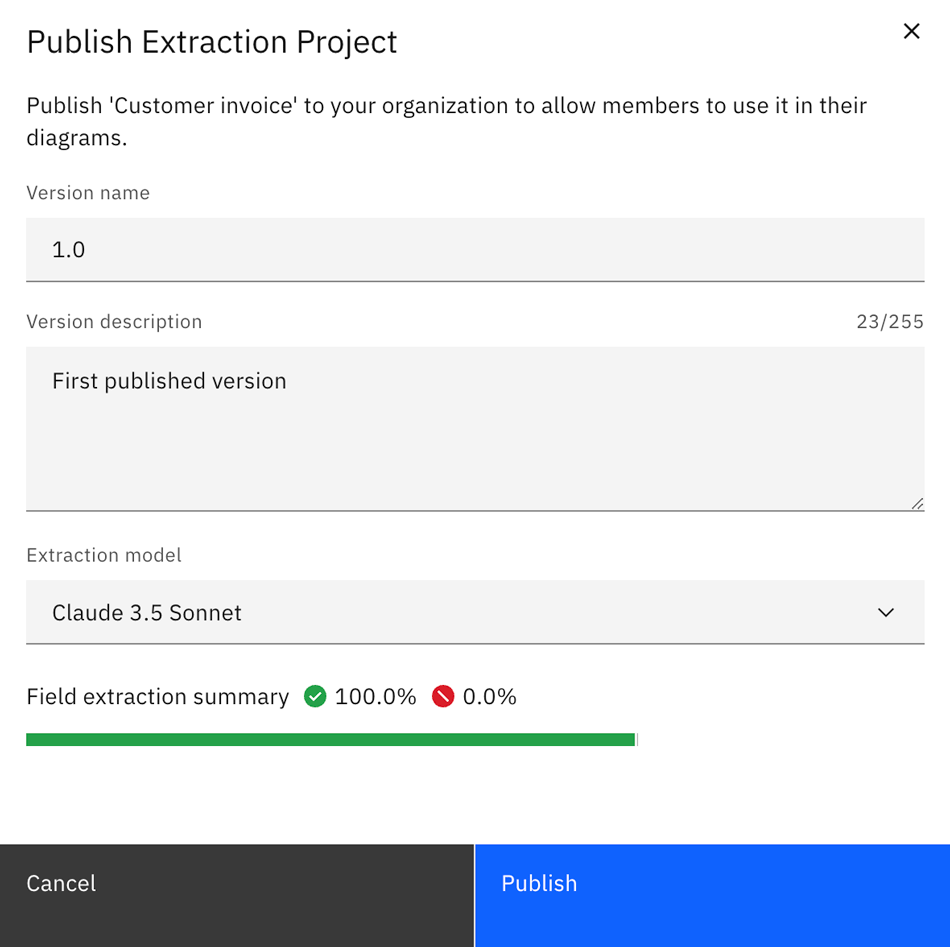 Publish Extraction Project
Publish 'Customer invoice' to your organization to allow members to use it in their
diagrams.
Version name
1.0
Version description 23/255
First published version
Extraction model
Claude 3.5 Sonnet
Field extraction summary 100.0% 0.0%
Cancel Publish